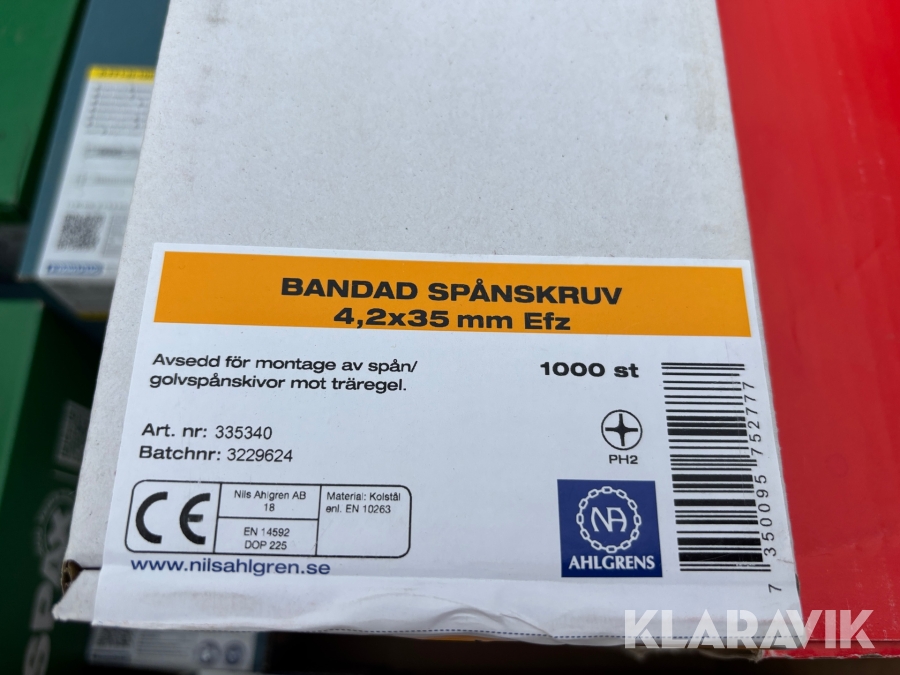 BANDAD SPÅNSKRUV
4,2x35 mm Efz
Avsedd för montage av spån/
golvspånskivor mot träregel.
1000 st
Art. nr: 335340
Batchnr: 3229624
PH2
CE
Nils Ahlgren AB
18
EN 14592
DOP 225
Material: Kolstål
enl. EN 10263
NA
AHLGRENS
www.nilsahlgren.se
7 350095 752777
SPAX
KLARAVIK